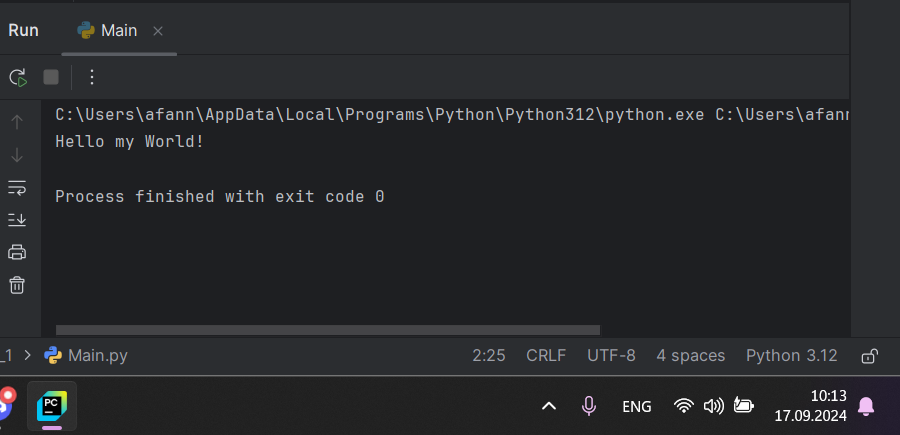 Run Main
C:\Users\afann\AppData\Local\Programs\Python\Python312\python.exe C:\Users\afann
Hello my World!
Process finished with exit code 0
_1 > Main.py 2:25 CRLF UTF-8 4 spaces Python 3.12
PC ENG 10:13
17.09.2024